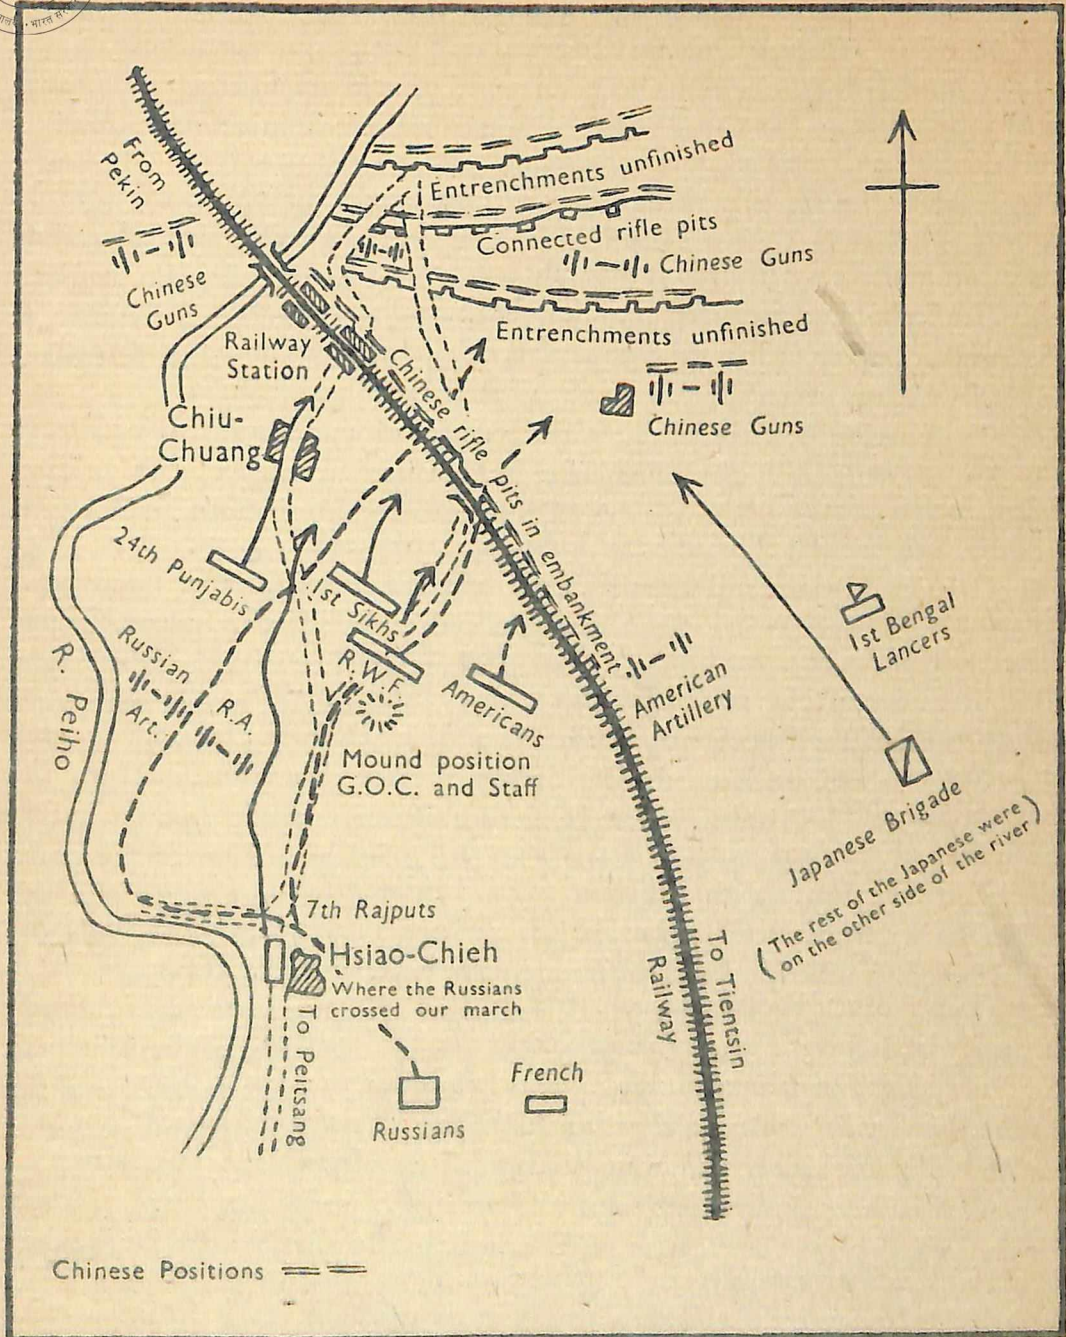 भारत सर
From
Pekin
Entrenchments unfinished
Connected rifle pits
Chinese Guns
Chinese
Guns
Entrenchments unfinished
Railway
Station
Chinese rifle pits in embankment
Chinese Guns
Chiu-
Chuang
24th Punjabis
1st Sikhs
1st Bengal
Lancers
Russian
Art.
R.A.
R.W.F.
Americans
American
Artillery
R. Peiho
Mound position
G.O.C. and Staff
Japanese Brigade
(The rest of the Japanese were
on the other side of the river)
7th Rajputs
Hsiao-Chieh
Where the Russians
crossed our march
To Peitsang
To Tientsin
Railway
French
Russians
Chinese Positions